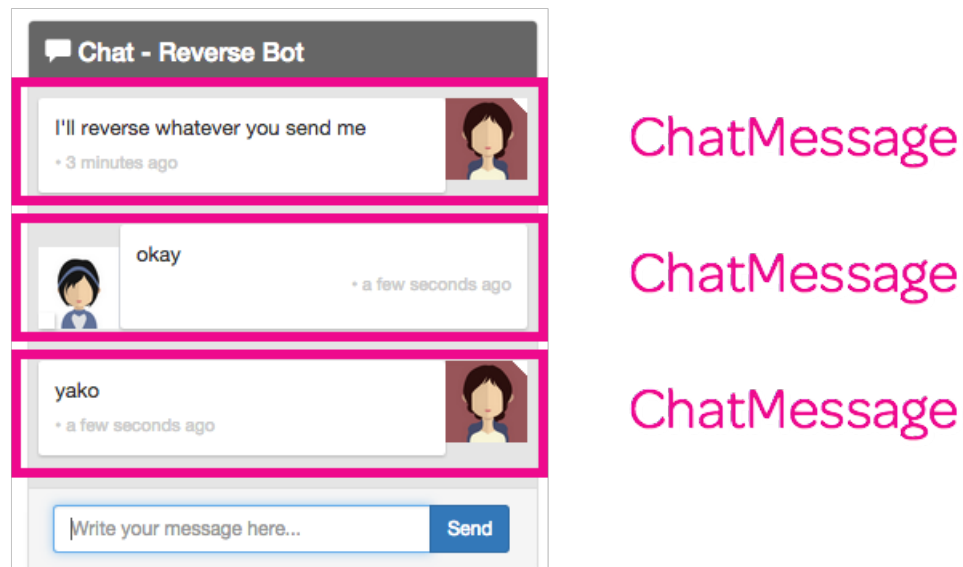 Chat - Reverse Bot
I'll reverse whatever you send me
• 3 minutes ago
ChatMessage
okay
• a few seconds ago
ChatMessage
yako
• a few seconds ago
ChatMessage
Write your message here...
Send